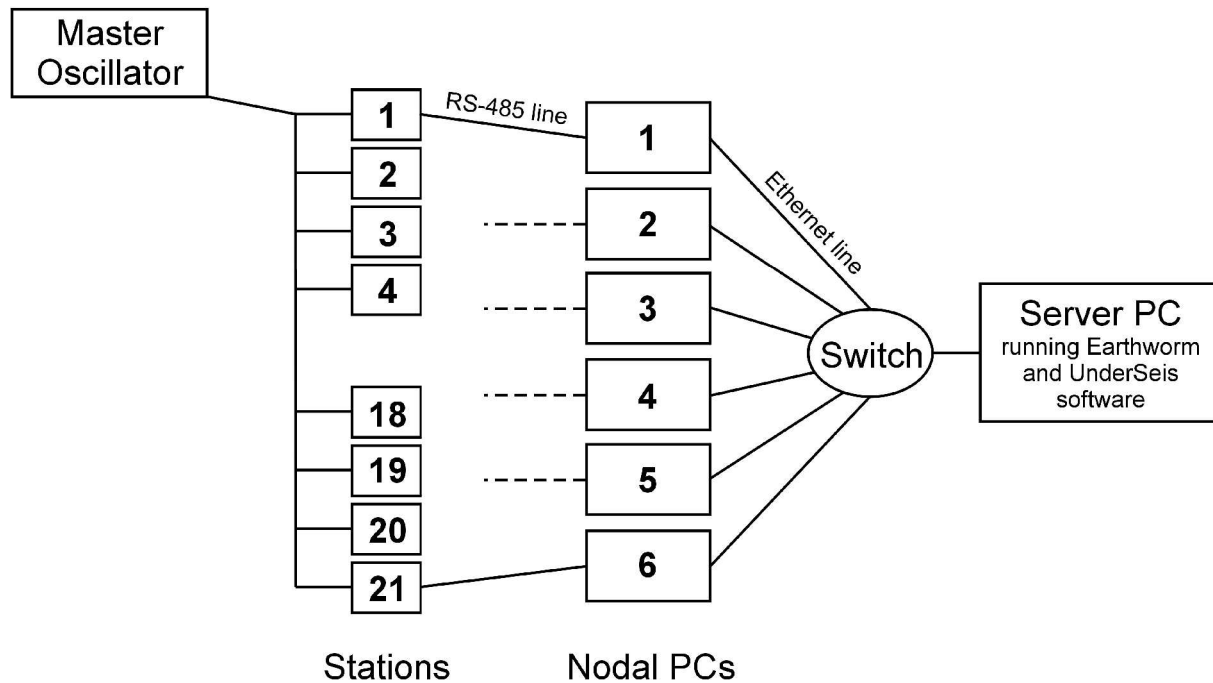 Master
Oscillator
1
2
3
4
18
19
20
21
Stations
RS-485 line
1
2
3
4
5
6
Nodal PCs
Ethernet line
Switch
Server PC
running Earthworm
and UnderSeis
software